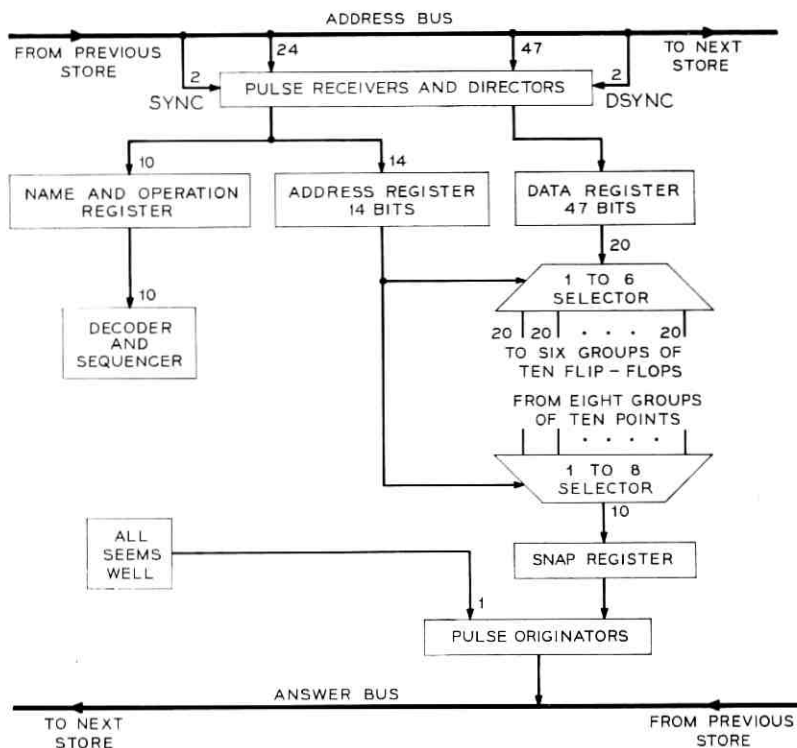 ADDRESS BUS
FROM PREVIOUS
STORE
24
47
TO NEXT
STORE
2
SYNC
PULSE RECEIVERS AND DIRECTORS
2
DSYNC
10
14
NAME AND OPERATION
REGISTER
ADDRESS REGISTER
14 BITS
DATA REGISTER
47 BITS
20
10
DECODER
AND
SEQUENCER
1 TO 6
SELECTOR
20 20 · · · · 20
TO SIX GROUPS OF
TEN FLIP-FLOPS
FROM EIGHT GROUPS
OF TEN POINTS
· · · · ·
1 TO 8
SELECTOR
10
ALL
SEEMS
WELL
SNAP REGISTER
1
PULSE ORIGINATORS
ANSWER BUS
TO NEXT
STORE
FROM PREVIOUS
STORE